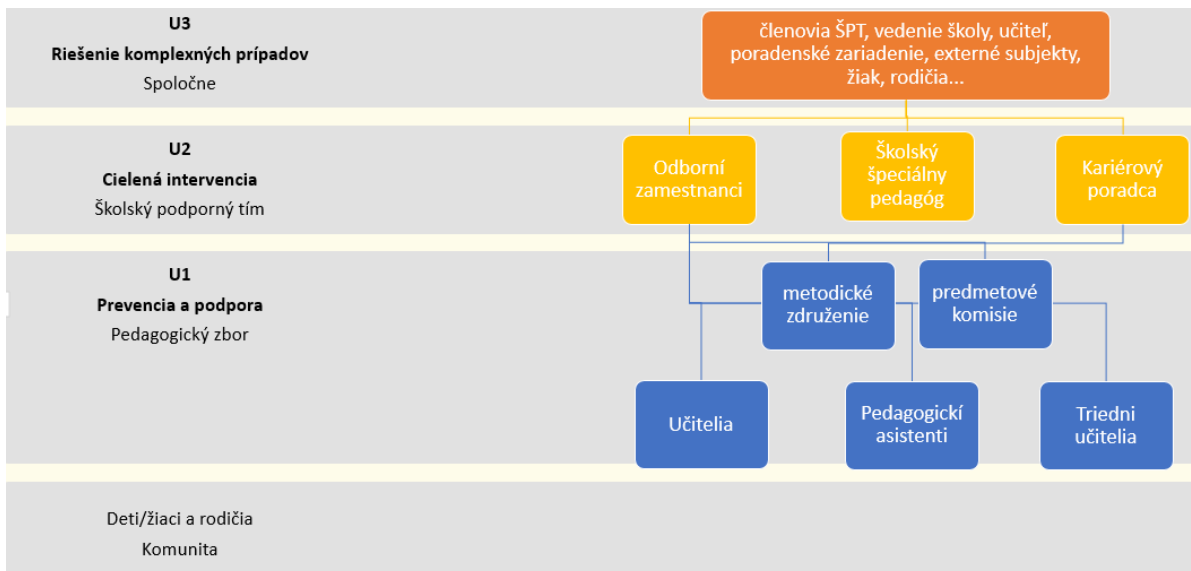 U3
Riešenie komplexných prípadov
Spoločne
členovia ŠPT, vedenie školy, učiteľ,
poradenské zariadenie, externé subjekty,
žiak, rodičia...
U2
Cielená intervencia
Školský podporný tím
Odborní
zamestnanci
Školský
špeciálny
pedagóg
Kariérový
poradca
U1
Prevencia a podpora
Pedagogický zbor
metodické
združenie
predmetové
komisie
Učitelia
Pedagogickí
asistenti
Triedni
učitelia
Deti/žiaci a rodičia
Komunita